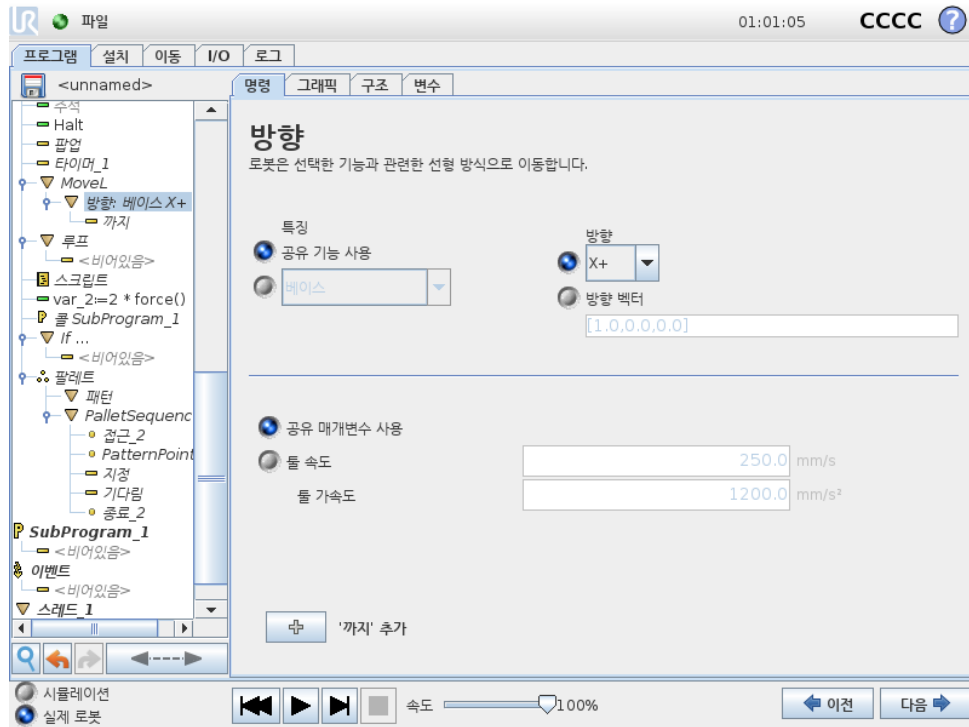 UR 파일 01:01:05 CCCC ?
프로그램 설치 이동 I/O 로그
<unnamed> 명령 그래픽 구조 변수
주석
Halt
팝업
타이머_1
MoveL
방향: 베이스 X+
까지
루프
<비어있음>
스크립트
var_2:=2 * force()
콜 SubProgram_1
If ...
<비어있음>
팔레트
패턴
PalletSequenc
접근_2
PatternPoint
지정
기다림
종료_2
SubProgram_1
<비어있음>
이벤트
<비어있음>
스레드_1
방향
로봇은 선택한 기능과 관련한 선형 방식으로 이동합니다.
특징
공유 기능 사용
베이스
방향
X+
방향 벡터
[1.0,0.0,0.0]
공유 매개변수 사용
툴 속도 250.0 mm/s
툴 가속도 1200.0 mm/s²
'까지' 추가
시뮬레이션
실제 로봇
속도 100%
이전 다음